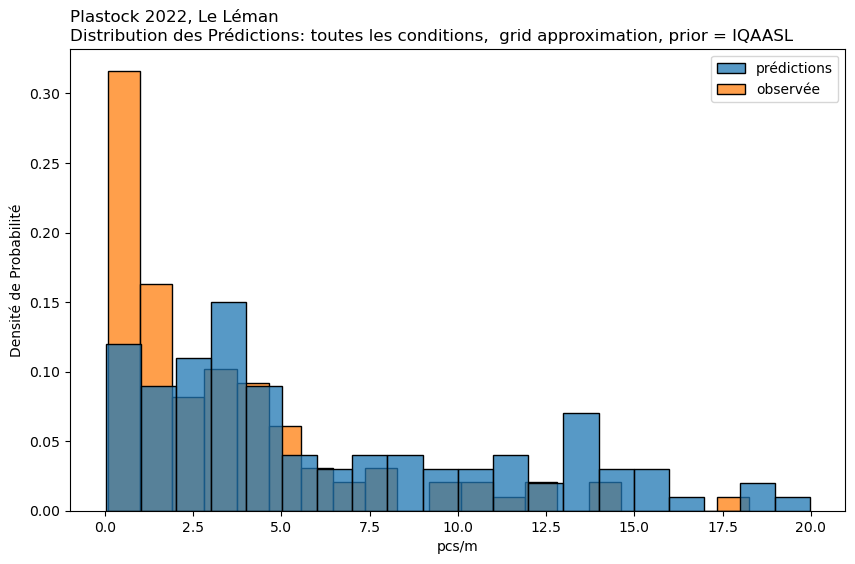 Plastock 2022, Le Léman
Distribution des Prédictions: toutes les conditions,  grid approximation, prior = IQAASL
prédictions
observée
Densité de Probabilité
0.30
0.25
0.20
0.15
0.10
0.05
0.00
0.0 2.5 5.0 7.5 10.0 12.5 15.0 17.5 20.0
pcs/m